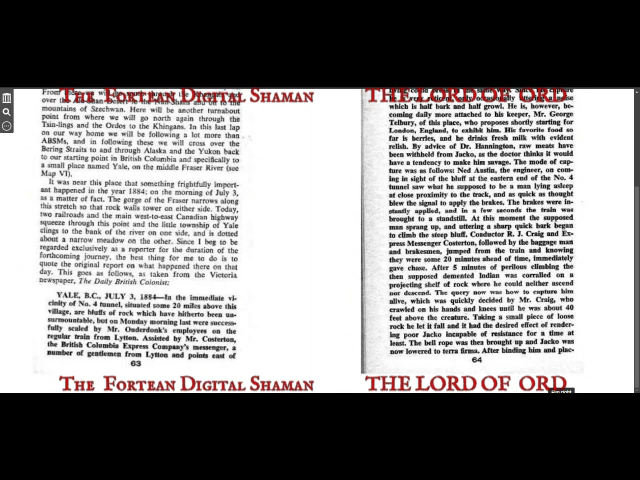 THE FORTEAN DIGITAL SHAMAN
over the Ala-Shan Desert to the Nan-Shans and off to the
mountains of Szechwan. Here will be another turnabout
point from where we will go north again through the
Tsin-lings and the Ordos to the Khingans. In this last lap
on our way home we will be following a lot more than
ABSMs, and in following these we will cross over the
Bering Straits to and through Alaska and the Yukon back
to our starting point in British Columbia and specifically to
a small place named Yale, on the middle Fraser River (see
Map VI).
It was near this place that something frightfully import-
ant happened in the year 1884; on the morning of July 3,
as a matter of fact. The gorge of the Fraser narrows along
this stretch so that rock walls tower on either side. Today,
two railroads and the main west-to-east Canadian highway
squeeze through this point and the little township of Yale
clings to the bank of the river on one side, and is dotted
about a narrow meadow on the other. Since I beg to be
regarded exclusively as a reporter for the duration of the
forthcoming journey, the best thing for me to do is to
quote the original report on what happened there on that
day. This goes as follows, as taken from the Victoria
newspaper, The Daily British Colonist:
YALE, B.C., JULY 3, 1884—In the immediate vi-
cinity of No. 4 tunnel, situated some 20 miles above this
village, are bluffs of rock which have hitherto been un-
surmountable, but on Monday morning last were success-
fully scaled by Mr. Onderdonk's employees on the
regular train from Lytton. Assisted by Mr. Costerton,
the British Columbia Express Company's messenger, a
number of gentlemen from Lytton and points east of
63
THE FORTEAN DIGITAL SHAMAN
THE LORD OF ORD
which is half bark and half growl. He is, however, be-
coming daily more attached to his keeper, Mr. George
Telbury, of this place, who proposes shortly starting for
London, England, to exhibit him. His favorite food so
far is berries, and he drinks fresh milk with evident
relish. By advice of Dr. Hannington, raw meats have
been withheld from Jacko, as the doctor thinks it would
have a tendency to make him savage. The mode of cap-
ture was as follows: Ned Austin, the engineer, on com-
ing in sight of the bluff at the eastern end of the No. 4
tunnel saw what he supposed to be a man lying asleep
at close proximity to the track, and as quick as thought
blew the signal to apply the brakes. The brakes were in-
stantly applied, and in a few seconds the train was
brought to a standstill. At this moment the supposed
man sprang up, and uttering a sharp quick bark began
to climb the steep bluff. Conductor R. J. Craig and Ex-
press Messenger Costerton, followed by the baggage man
and brakesmen, jumped from the train and knowing
they were some 20 minutes ahead of time, immediately
gave chase. After 5 minutes of perilous climbing the
then supposed demented Indian was corralled on a
projecting shelf of rock where he could neither ascend
nor descend. The query now was how to capture him
alive, which was quickly decided by Mr. Craig, who
crawled on his hands and knees until he was about 40
feet above the creature. Taking a small piece of loose
rock he let it fall and it had the desired effect of render-
ing poor Jacko incapable of resistance for a time at
least. The bell rope was then brought up and Jacko was
now lowered to terra firma. After binding him and plac-
64
THE LORD OF ORD